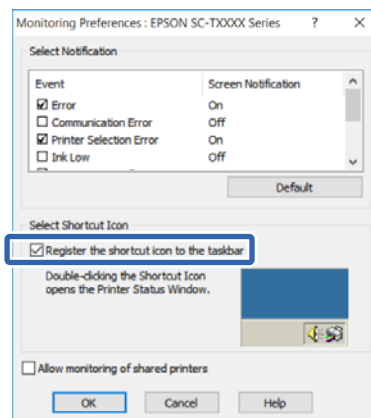 Monitoring Preferences : EPSON SC-TXXXX Series ? ×
Select Notification
Event Screen Notification
Error On
Communication Error Off
Printer Selection Error On
Ink Low Off
Default
Select Shortcut Icon
Register the shortcut icon to the taskbar
Double-clicking the Shortcut Icon
opens the Printer Status Window.
Allow monitoring of shared printers
OK Cancel Help